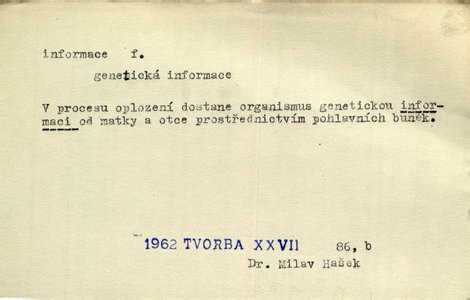 informace f.
genetická informace
V procesu oplození dostane organismus genetickou infor-
maci od matky a otce prostřednictvím pohlavních buněk.
1962 TVORBA XXVII 86, b
Dr. Milav Hašek